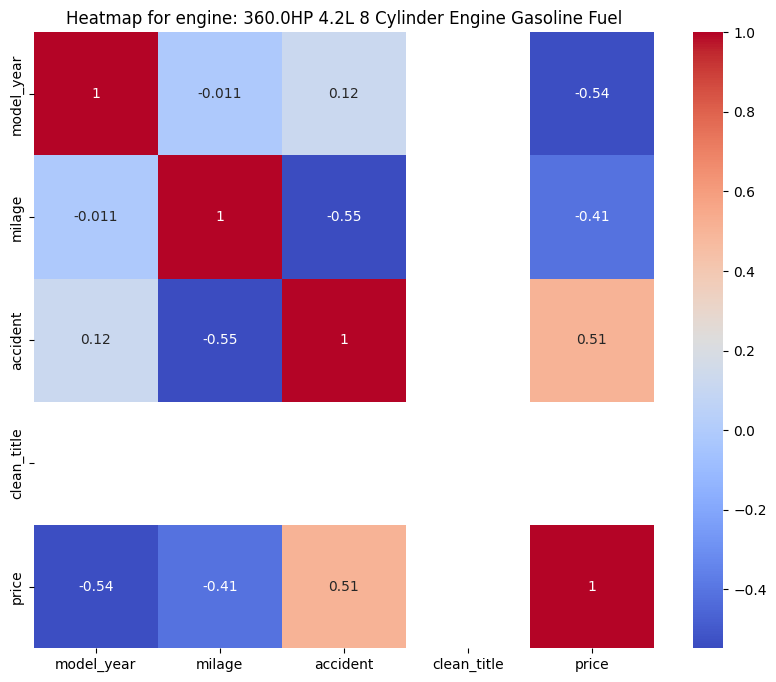 Heatmap for engine: 360.0HP 4.2L 8 Cylinder Engine Gasoline Fuel
model_year 1 -0.011 0.12 -0.54
milage -0.011 1 -0.55 -0.41
accident 0.12 -0.55 1 0.51
clean_title
price -0.54 -0.41 0.51 1
model_year milage accident clean_title price
1.0
0.8
0.6
0.4
0.2
0.0
−0.2
−0.4